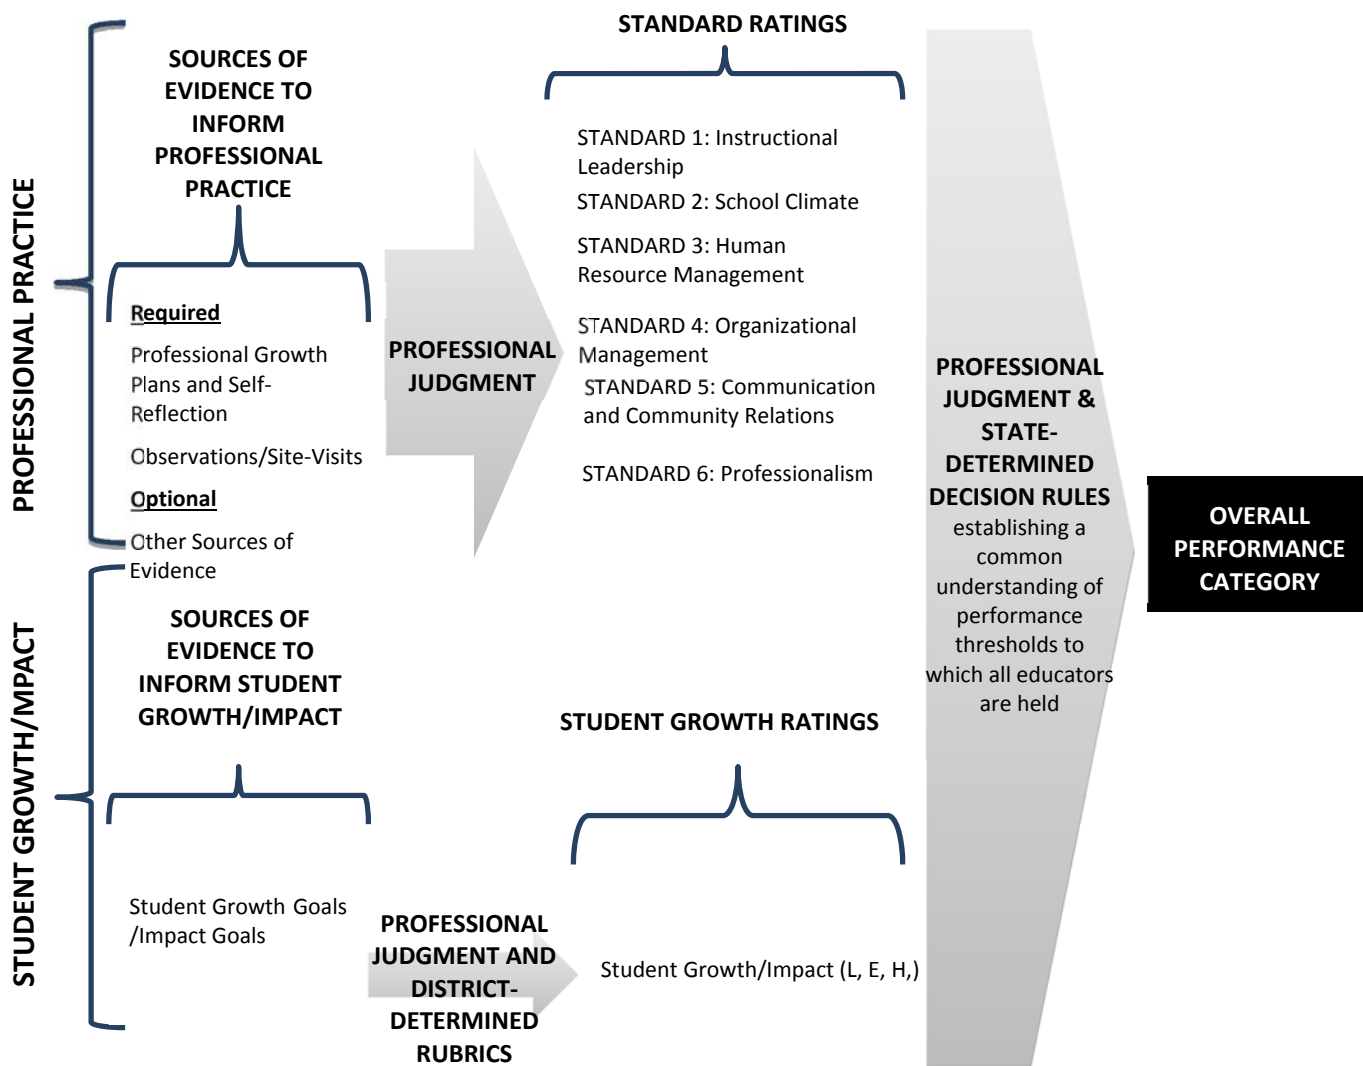 PROFESSIONAL PRACTICE
SOURCES OF
EVIDENCE TO
INFORM
PROFESSIONAL
PRACTICE
Required
Professional Growth
Plans and Self-
Reflection
Observations/Site-Visits
Optional
Other Sources of
Evidence
PROFESSIONAL
JUDGMENT
STANDARD RATINGS
STANDARD 1: Instructional
Leadership
STANDARD 2: School Climate
STANDARD 3: Human
Resource Management
STANDARD 4: Organizational
Management
STANDARD 5: Communication
and Community Relations
STANDARD 6: Professionalism
STUDENT GROWTH/MPACT
SOURCES OF
EVIDENCE TO
INFORM STUDENT
GROWTH/IMPACT
Student Growth Goals
/Impact Goals
PROFESSIONAL
JUDGMENT AND
DISTRICT-
DETERMINED
RUBRICS
STUDENT GROWTH RATINGS
Student Growth/Impact (L, E, H,)
PROFESSIONAL
JUDGMENT &
STATE-
DETERMINED
DECISION RULES
establishing a
common
understanding of
performance
thresholds to
which all educators
are held
OVERALL
PERFORMANCE
CATEGORY